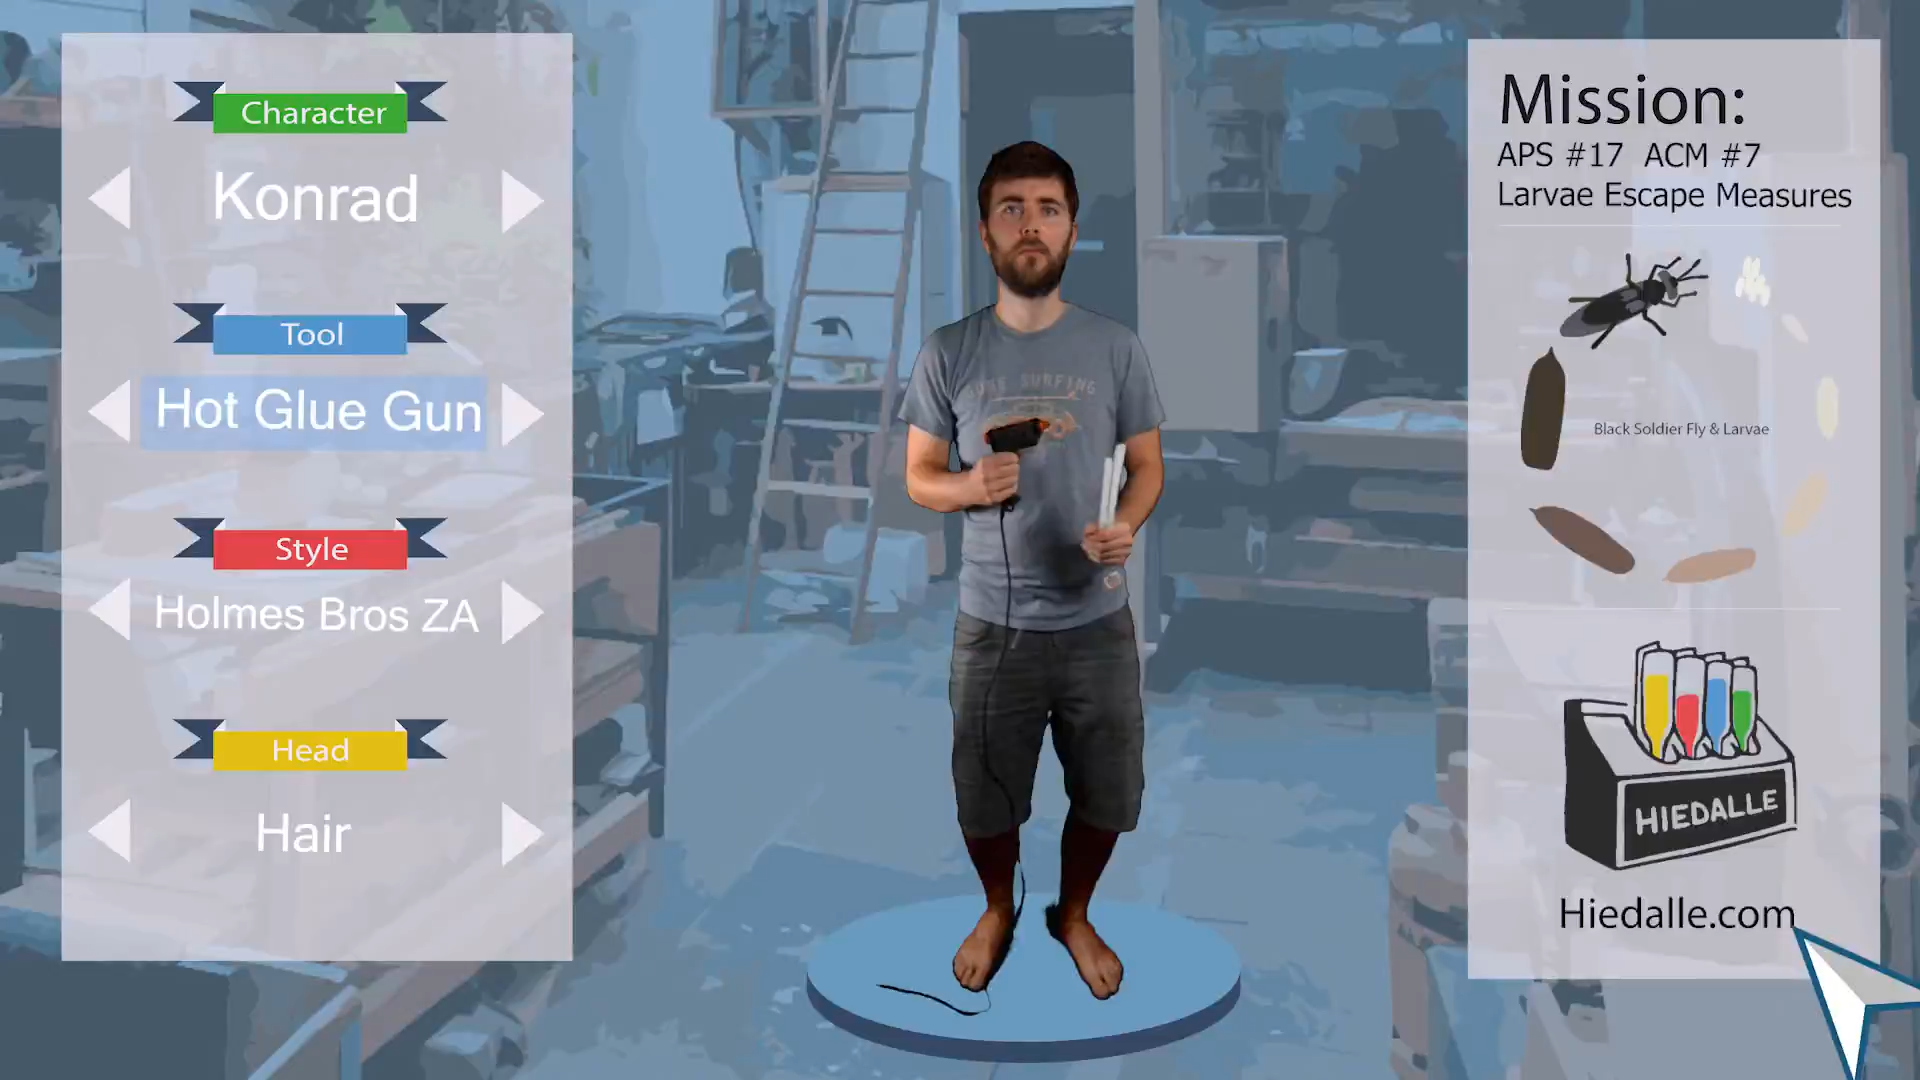 Character
Konrad
Tool
Hot Glue Gun
Style
Holmes Bros ZA
Head
Hair
SURFING
Mission:
APS #17 ACM #7
Larvae Escape Measures
Black Soldier Fly & Larvae
HIEDALLE
Hiedalle.com